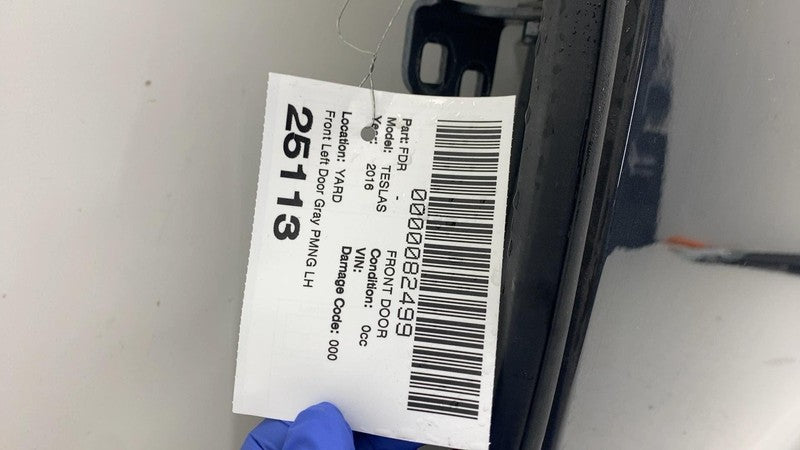 0000082499
Part: FDR - FRONT DOOR
Model: TESLAS Condition: 0cc
Year: 2016 VIN:
Location: YARD Damage Code: 000
Front Left Door Gray PMNG LH
25113